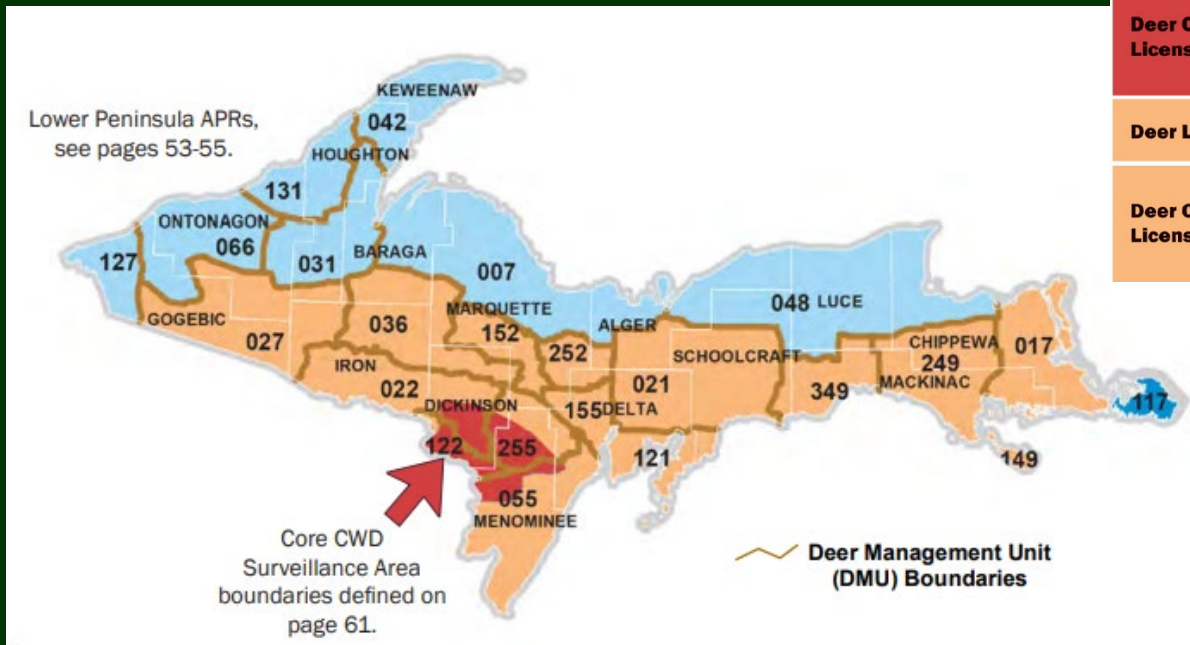 Deer C
Licens
Deer L
Deer C
Licens
Lower Peninsula APRs,
see pages 53-55.
KEWEENAW
042
HOUGHTON
131
ONTONAGON
066
127
031
BARAGA
007
GOGEBIC
027
036
MARQUETTE
152
252
ALGER
048 LUCE
IRON
022
DICKINSON
155
DELTA
021
SCHOOLCRAFT
349
CHIPPEWA
249
MACKINAC
017
117
149
122
255
121
055
MENOMINEE
Core CWD
Surveillance Area
boundaries defined on
page 61.
Deer Management Unit
(DMU) Boundaries